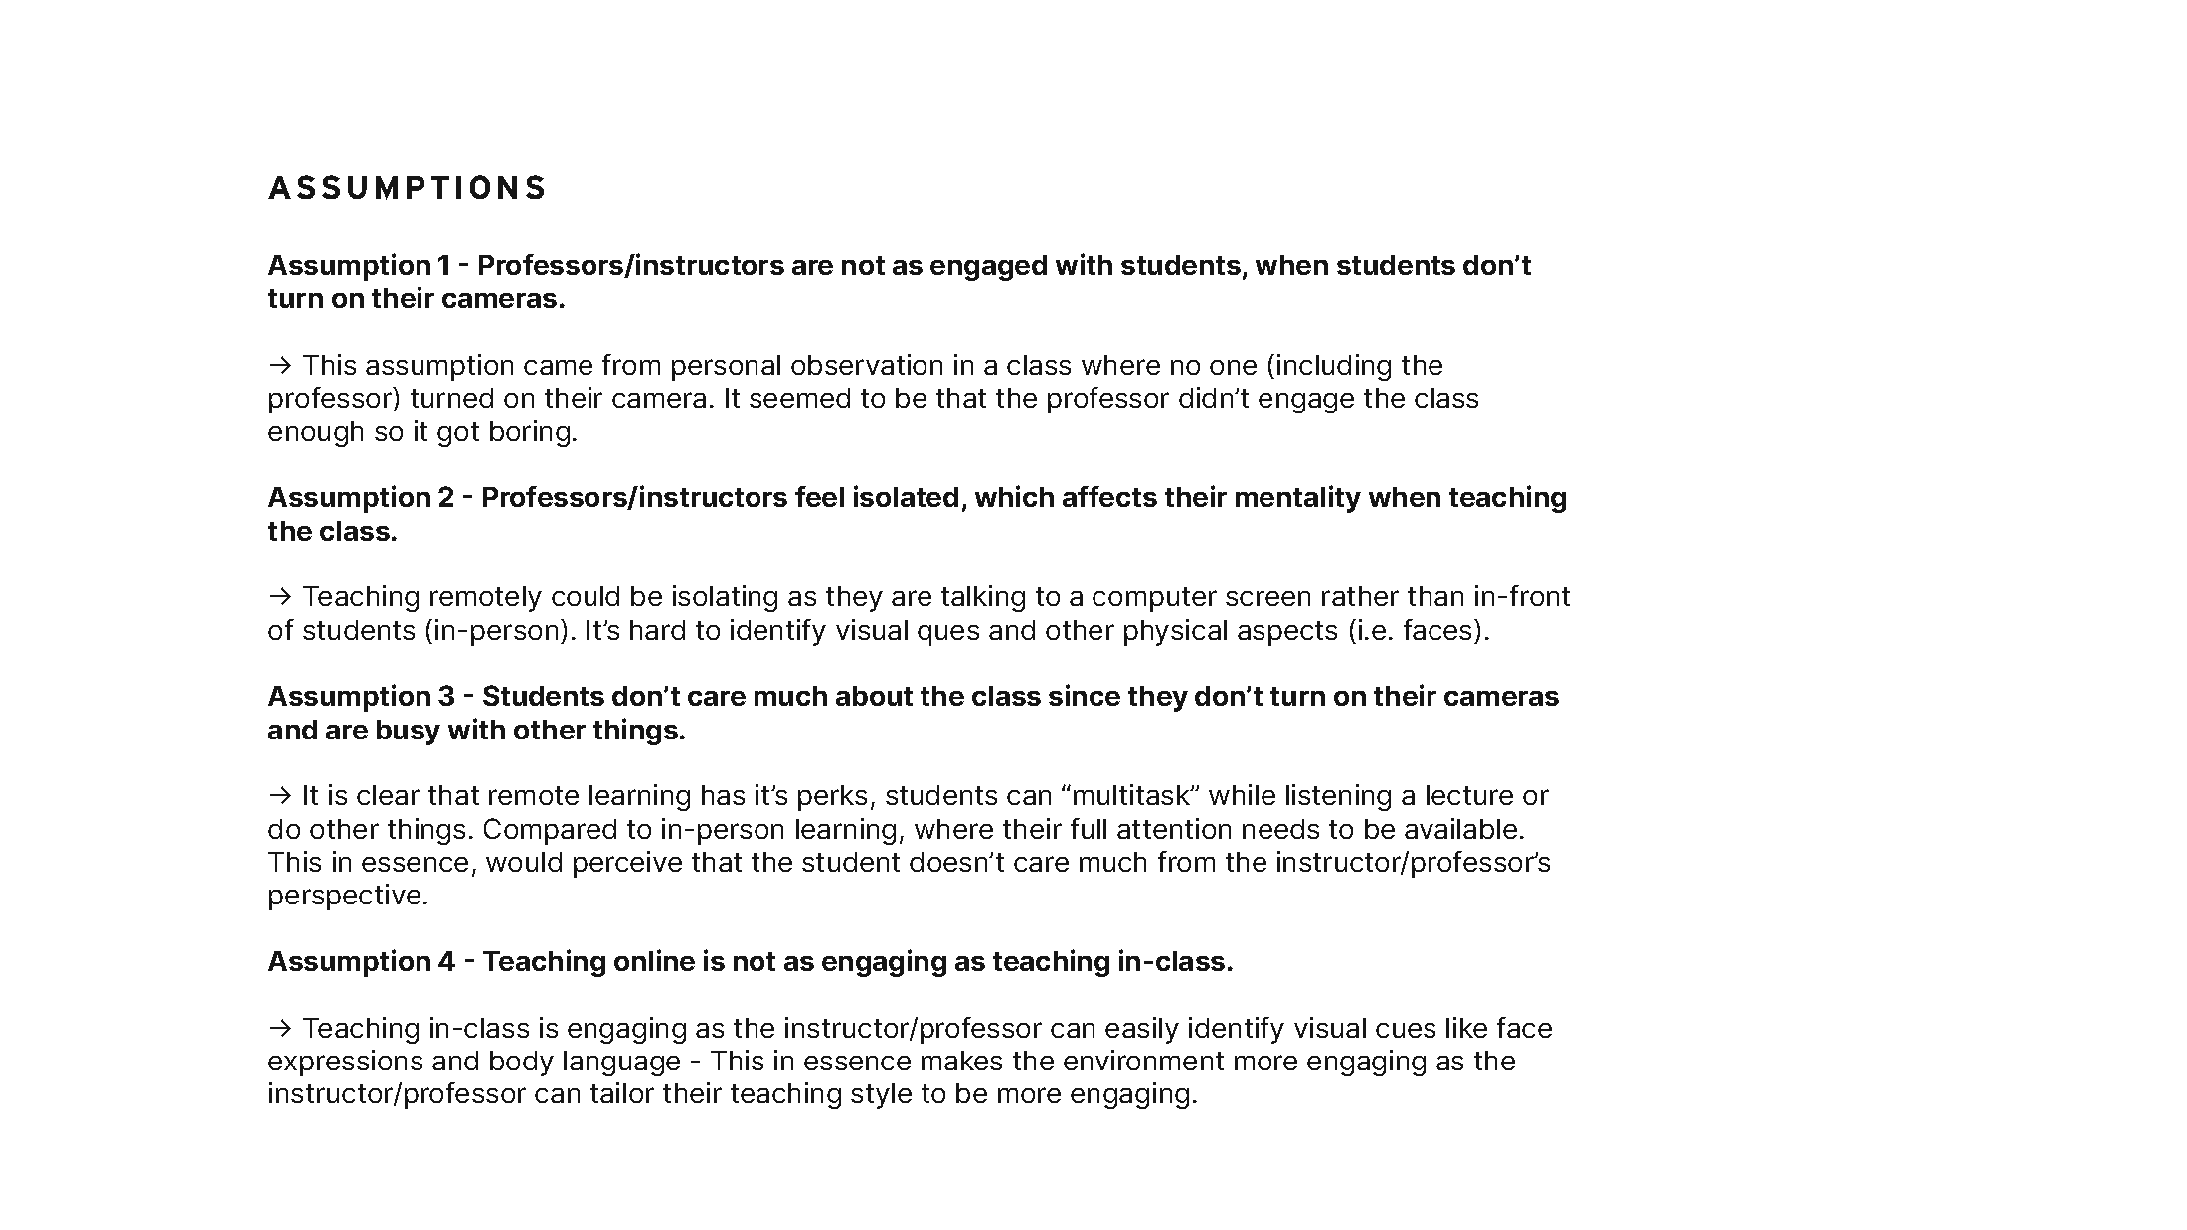 ASSUMPTIONS
Assumption 1 - Professors/instructors are not as engaged with students, when students don’t
turn on their cameras.
→ This assumption came from personal observation in a class where no one (including the
professor) turned on their camera. It seemed to be that the professor didn’t engage the class
enough so it got boring.
Assumption 2 - Professors/instructors feel isolated, which affects their mentality when teaching
the class.
→ Teaching remotely could be isolating as they are talking to a computer screen rather than in-front
of students (in-person). It’s hard to identify visual ques and other physical aspects (i.e. faces).
Assumption 3 - Students don’t care much about the class since they don’t turn on their cameras
and are busy with other things.
→ It is clear that remote learning has it’s perks, students can “multitask” while listening a lecture or
do other things. Compared to in-person learning, where their full attention needs to be available.
This in essence, would perceive that the student doesn’t care much from the instructor/professor’s
perspective.
Assumption 4 - Teaching online is not as engaging as teaching in-class.
→ Teaching in-class is engaging as the instructor/professor can easily identify visual cues like face
expressions and body language - This in essence makes the environment more engaging as the
instructor/professor can tailor their teaching style to be more engaging.